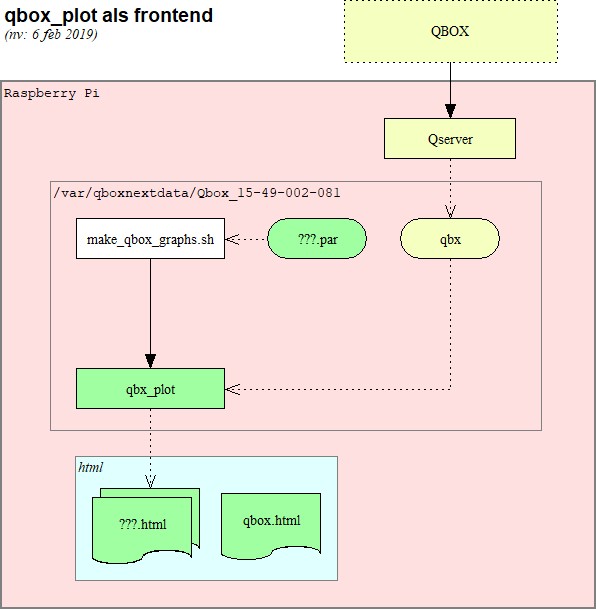 qbox_plot als frontend
(nv: 6 feb 2019)
QBOX
Raspberry Pi
Qserver
/var/qboxnextdata/Qbox_15-49-002-081
make_qbox_graphs.sh
???.par
qbx
qbx_plot
html
???.html
qbox.html